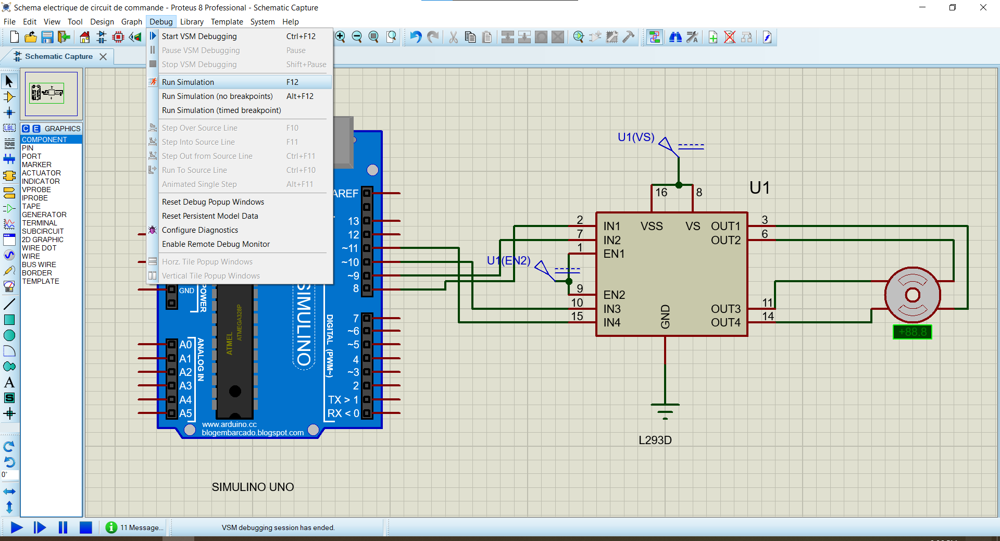 Schema electrique de circuit de commande - Proteus 8 Professional - Schematic Capture
File Edit View Tool Design Graph Debug Library Template System Help
Schematic Capture
Start VSM Debugging Ctrl+F12
Pause VSM Debugging Pause
Stop VSM Debugging Shift+Pause
Run Simulation F12
Run Simulation (no breakpoints) Alt+F12
Run Simulation (timed breakpoint)
Step Over Source Line F10
Step Into Source Line F11
Step Out from Source Line Ctrl+F11
Run To Source Line Ctrl+F10
Animated Single Step Alt+F11
Reset Debug Popup Windows
Reset Persistent Model Data
Configure Diagnostics
Enable Remote Debug Monitor
Horz. Tile Popup Windows
Vertical Tile Popup Windows
LBL
A
S
0°
C E GRAPHICS
COMPONENT
PIN
PORT
MARKER
ACTUATOR
INDICATOR
VPROBE
IPROBE
TAPE
GENERATOR
TERMINAL
SUBCIRCUIT
2D GRAPHIC
WIRE DOT
WIRE
BUS WIRE
BORDER
TEMPLATE
AREF
13
12
~11
~10
~9
8
7
~6
~5
4
~3
2
TX > 1
RX < 0
DIGITAL (PWM~)
SIMULINO
GND
POWER
ATMEL
ATMEGA328P
A0
A1
A2
A3
A4
A5
ANALOG IN
www.arduino.cc
blogembarcado.blogspot.com
SIMULINO UNO
U1(VS)
U1
16 8
2 IN1 VSS VS OUT1 3
7 IN2 OUT2 6
1 EN1
U1(EN2)
9 EN2
10 IN3 OUT3 11
15 IN4 OUT4 14
GND
L293D
+88.8
11 Message...
VSM debugging session has ended.